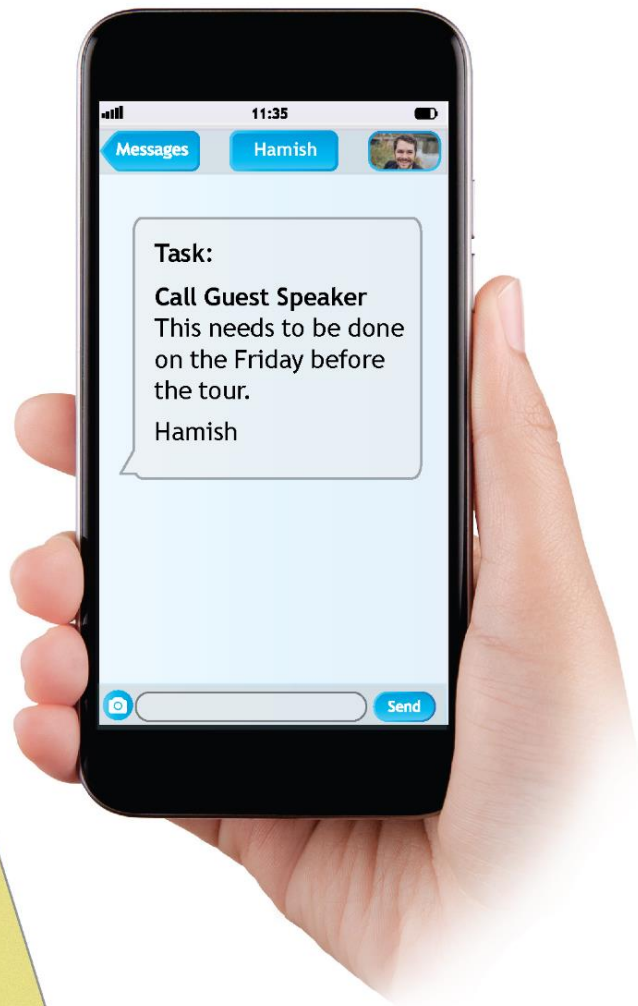 11:35
Messages
Hamish
Task:
Call Guest Speaker
This needs to be done
on the Friday before
the tour.
Hamish
Send